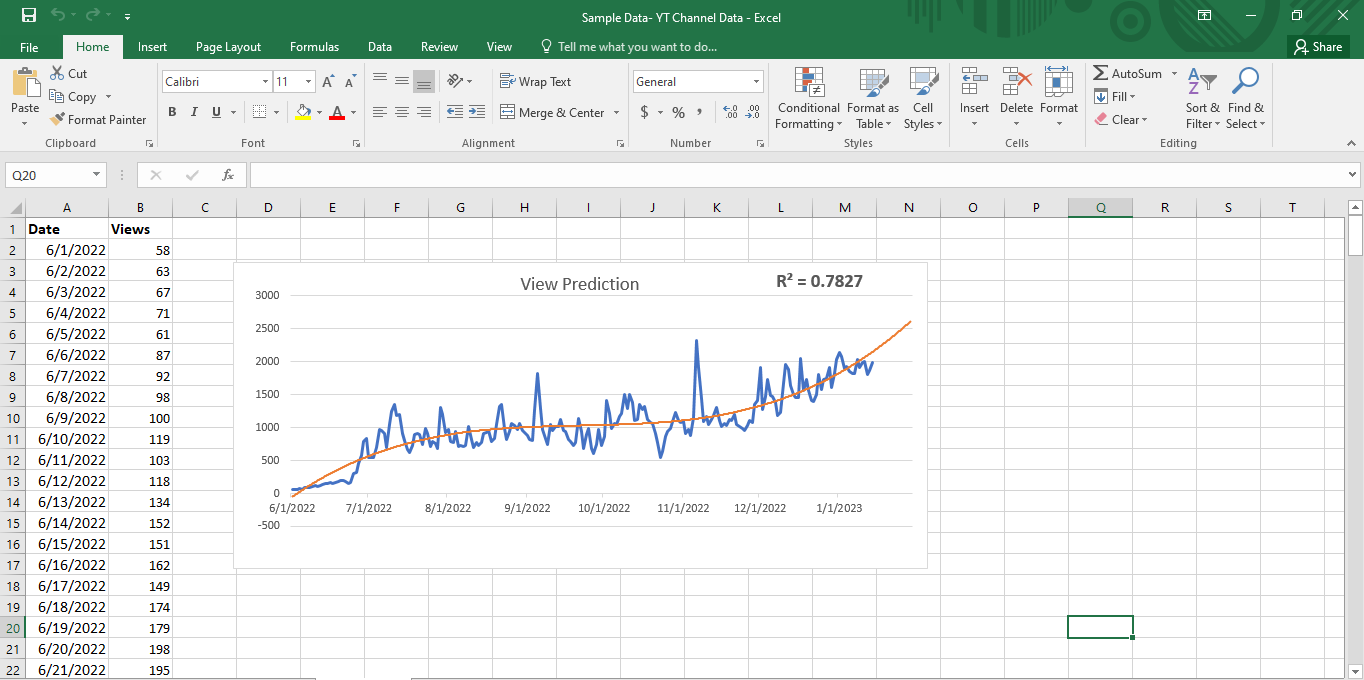 Sample Data- YT Channel Data - Excel
File Home Insert Page Layout Formulas Data Review View Tell me what you want to do... Share
Cut
Copy
Format Painter
Paste
Clipboard
Calibri 11
B I U
Font
Wrap Text
Merge & Center
Alignment
General
$ % ,
Number
Conditional Formatting
Format as Table
Cell Styles
Styles
Insert Delete Format
Cells
AutoSum
Fill
Clear
Sort & Filter
Find & Select
Editing
Q20 fx
A B C D E F G H I J K L M N O P Q R S T
1 Date Views
2 6/1/2022 58
3 6/2/2022 63
4 6/3/2022 67
5 6/4/2022 71
6 6/5/2022 61
7 6/6/2022 87
8 6/7/2022 92
9 6/8/2022 98
10 6/9/2022 100
11 6/10/2022 119
12 6/11/2022 103
13 6/12/2022 118
14 6/13/2022 134
15 6/14/2022 152
16 6/15/2022 151
17 6/16/2022 162
18 6/17/2022 149
19 6/18/2022 174
20 6/19/2022 179
21 6/20/2022 198
22 6/21/2022 195
View Prediction
R² = 0.7827
3000
2500
2000
1500
1000
500
0
6/1/2022 7/1/2022 8/1/2022 9/1/2022 10/1/2022 11/1/2022 12/1/2022 1/1/2023
-500